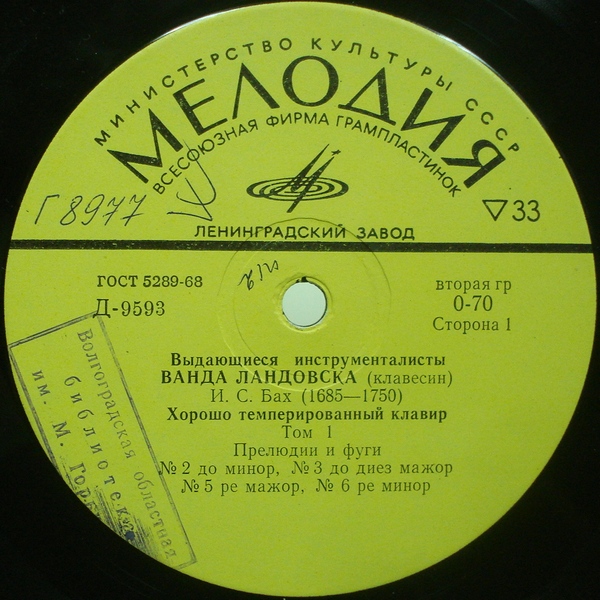 МИНИСТЕРСТВО КУЛЬТУРЫ СССР
МЕЛОДИЯ
ВСЕСОЮЗНАЯ ФИРМА ГРАМПЛАСТИНОК
Г 8977
33
ЛЕНИНГРАДСКИЙ ЗАВОД
ГОСТ 5289-68
Д-9593
вторая гр
0-70
Сторона 1
Выдающиеся инструменталисты
ВАНДА ЛАНДОВСКА (клавесин)
И. С. Бах (1685—1750)
Хорошо темперированный клавир
Том 1
Прелюдии и фуги
№ 2 до минор, № 3 до диез мажор
№ 5 ре мажор, № 6 ре минор
Волгоградская областная
библиотека
им. М.